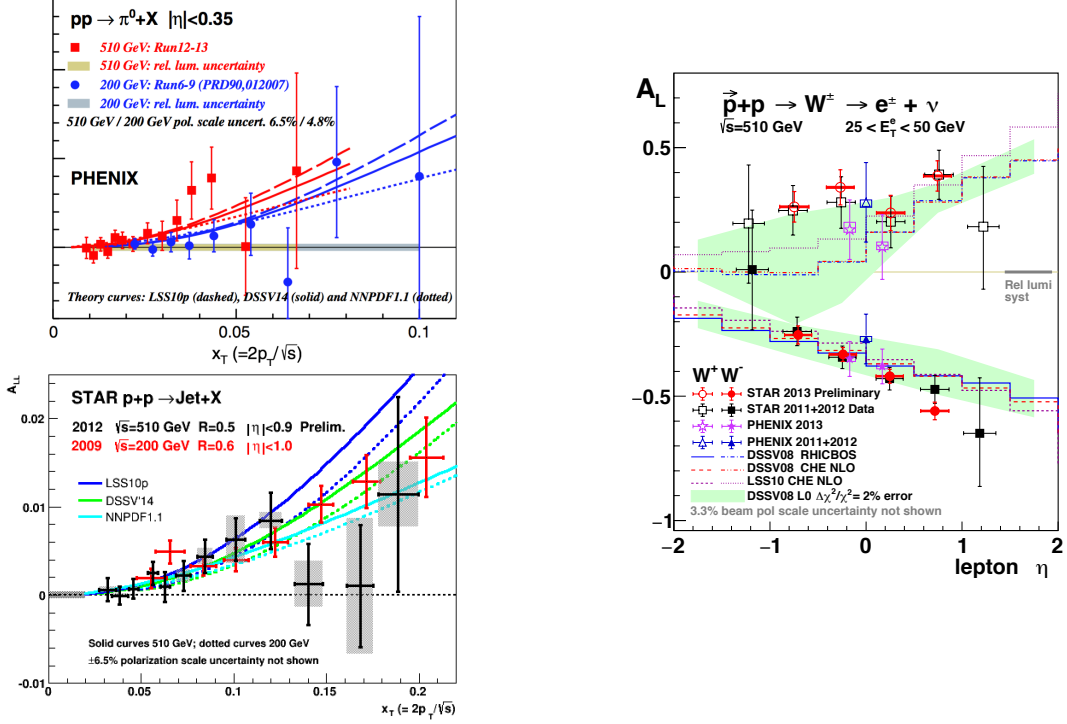 pp → π⁰+X |η|<0.35
510 GeV: Run12-13
510 GeV: rel. lum. uncertainty
200 GeV: Run6-9 (PRD90,012007)
200 GeV: rel. lum. uncertainty
510 GeV / 200 GeV pol. scale uncert. 6.5% / 4.8%
PHENIX
Theory curves: LSS10p (dashed), DSSV14 (solid) and NNPDF1.1 (dotted)
0 0.05 0.1
x_T (=2p_T/√s)
A_LL
0.02
0.01
0
-0.01
STAR p+p → Jet+X
2012 √s=510 GeV R=0.5 |η|<0.9 Prelim.
2009 √s=200 GeV R=0.6 |η|<1.0
LSS10p
DSSV'14
NNPDF1.1
Solid curves 510 GeV; dotted curves 200 GeV
±6.5% polarization scale uncertainty not shown
0 0.05 0.1 0.15 0.2
x_T (= 2p_T/√s)
A_L
p⃗+p → W± → e± + ν
√s=510 GeV 25 < E_T^e < 50 GeV
0.5
0
−0.5
−1
Rel lumi
syst
W⁺ W⁻
STAR 2013 Preliminary
STAR 2011+2012 Data
PHENIX 2013
PHENIX 2011+2012
DSSV08 RHICBOS
DSSV08 CHE NLO
LSS10 CHE NLO
DSSV08 L0 Δχ²/χ²= 2% error
3.3% beam pol scale uncertainty not shown
−2 −1 0 1 2
lepton η